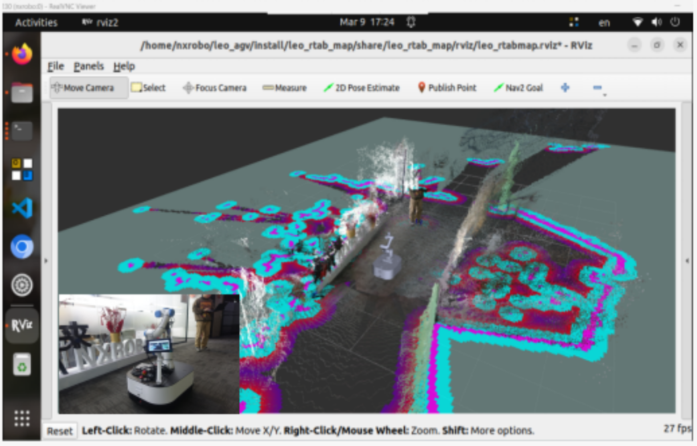 (nxrobo0) - RealVNC Viewer
Activities rviz2 Mar 9 17:24 en
/home/nxrobo/leo_agv/install/leo_rtab_map/share/leo_rtab_map/rviz/leo_rtabmap.rviz* - RViz
File Panels Help
Move Camera Select Focus Camera Measure 2D Pose Estimate Publish Point Nav2 Goal
RViz
NXROBO
Reset Left-Click: Rotate. Middle-Click: Move X/Y. Right-Click/Mouse Wheel: Zoom. Shift: More options. 27 fps